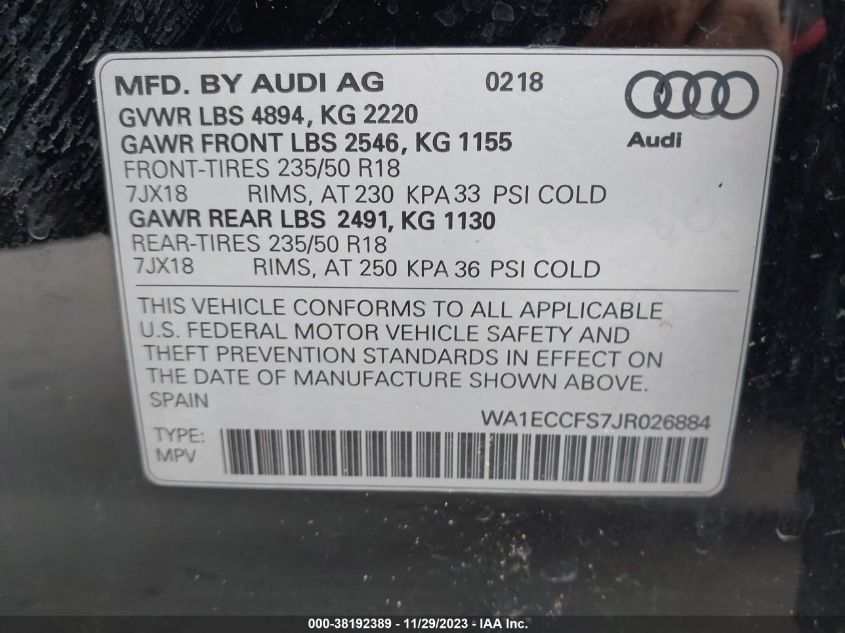 MFD. BY AUDI AG 0218
GVWR LBS 4894, KG 2220
GAWR FRONT LBS 2546, KG 1155
Audi
FRONT-TIRES 235/50 R18
7JX18 RIMS, AT 230 KPA 33 PSI COLD
GAWR REAR LBS 2491, KG 1130
REAR-TIRES 235/50 R18
7JX18 RIMS, AT 250 KPA 36 PSI COLD
THIS VEHICLE CONFORMS TO ALL APPLICABLE
U.S. FEDERAL MOTOR VEHICLE SAFETY AND
THEFT PREVENTION STANDARDS IN EFFECT ON
THE DATE OF MANUFACTURE SHOWN ABOVE.
SPAIN
WA1ECCFS7JR026884
TYPE:
MPV
000-38192389 - 11/29/2023 - IAA Inc.